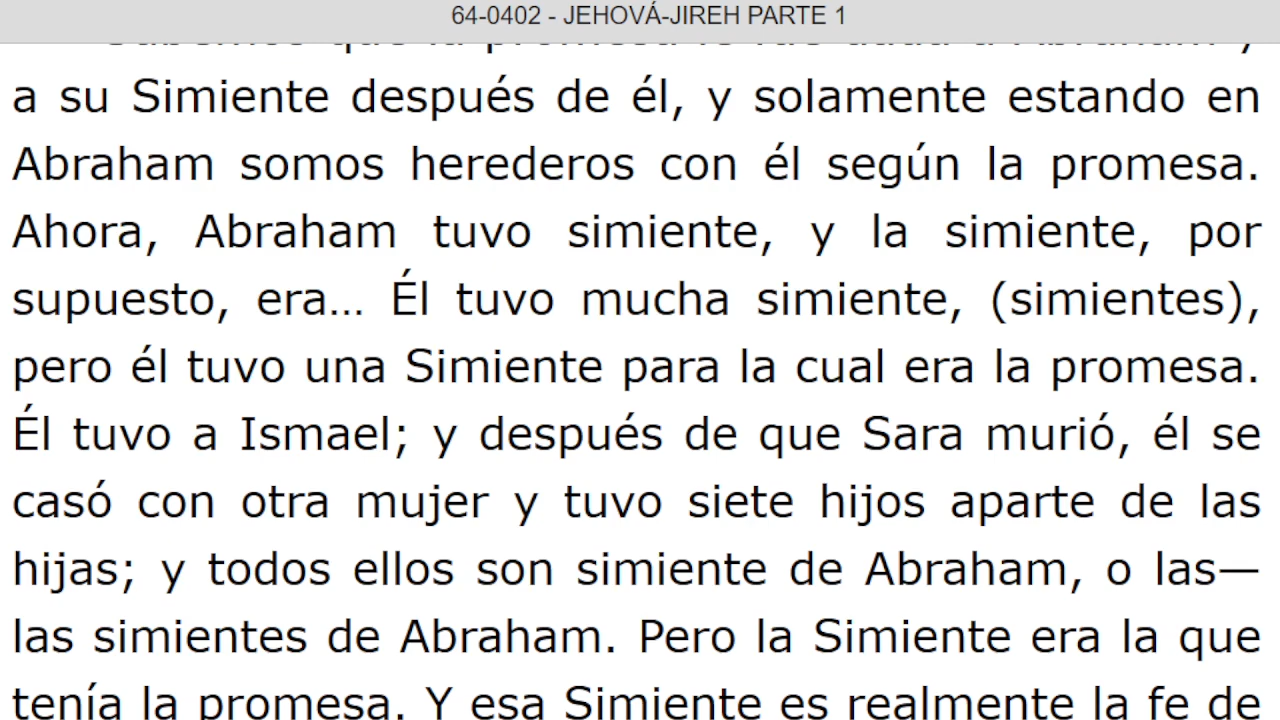 64-0402 - JEHOVÁ-JIREH PARTE 1
a su Simiente después de él, y solamente estando en
Abraham somos herederos con él según la promesa.
Ahora, Abraham tuvo simiente, y la simiente, por
supuesto, era… Él tuvo mucha simiente, (simientes),
pero él tuvo una Simiente para la cual era la promesa.
Él tuvo a Ismael; y después de que Sara murió, él se
casó con otra mujer y tuvo siete hijos aparte de las
hijas; y todos ellos son simiente de Abraham, o las—
las simientes de Abraham. Pero la Simiente era la que
tenía la promesa. Y esa Simiente es realmente la fe de